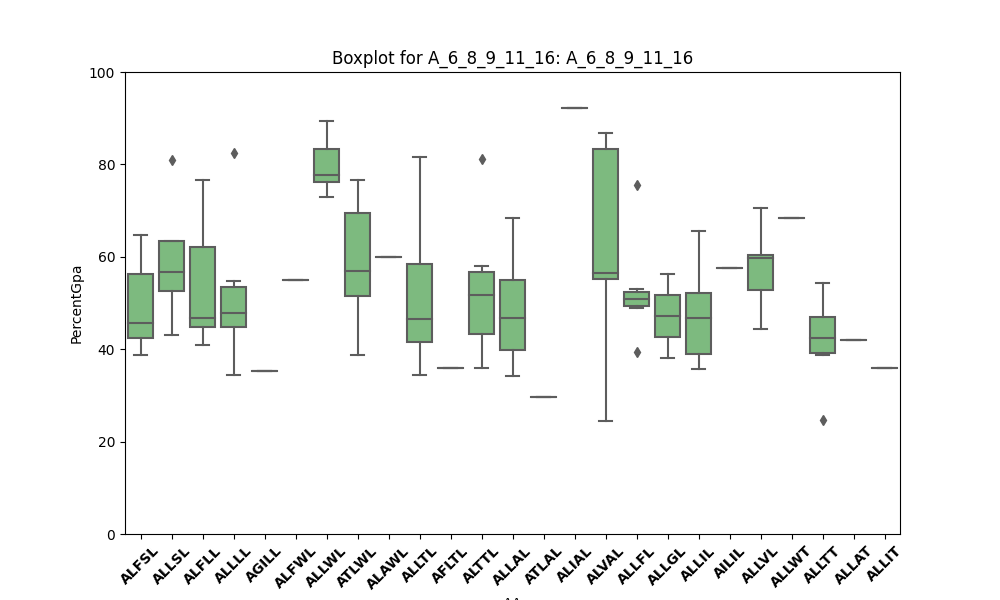 Boxplot for A_6_8_9_11_16: A_6_8_9_11_16
PercentGpa
100
80
60
40
20
0
ALFSL
ALLSL
ALFLL
ALLLL
AGILL
ALFWL
ALLWL
ATLWL
ALAWL
ALLTL
AFLTL
ALTTL
ALLAL
ATLAL
ALIAL
ALVAL
ALLFL
ALLGL
ALLIL
AILIL
ALLVL
ALLWT
ALLTT
ALLAT
ALLIT